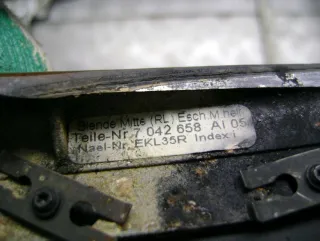 Blende Mitte (RL) Esch.M hell
Teile-Nr.7 042 658 AI 05
Nael-Nr. EKL35R Index: